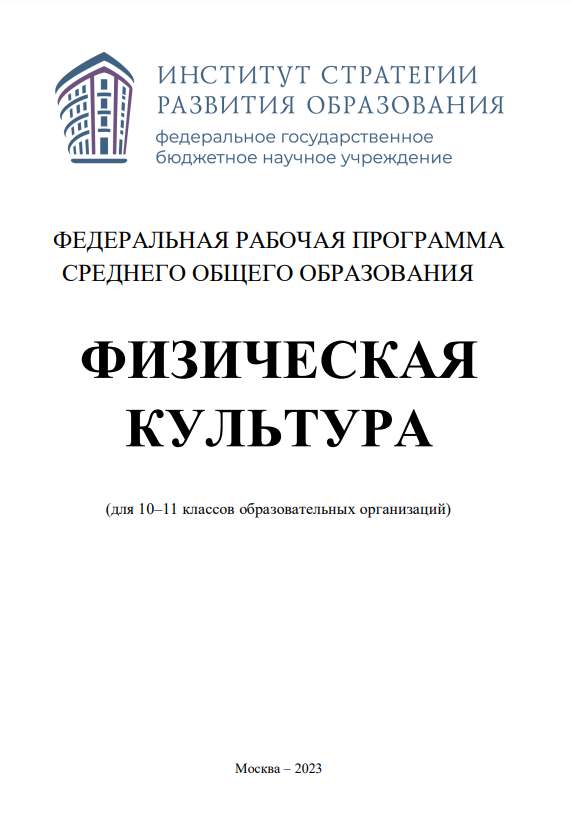 ИНСТИТУТ СТРАТЕГИИ
РАЗВИТИЯ ОБРАЗОВАНИЯ
федеральное государственное
бюджетное научное учреждение
ФЕДЕРАЛЬНАЯ РАБОЧАЯ ПРОГРАММА
СРЕДНЕГО ОБЩЕГО ОБРАЗОВАНИЯ
ФИЗИЧЕСКАЯ
КУЛЬТУРА
(для 10–11 классов образовательных организаций)
Москва – 2023